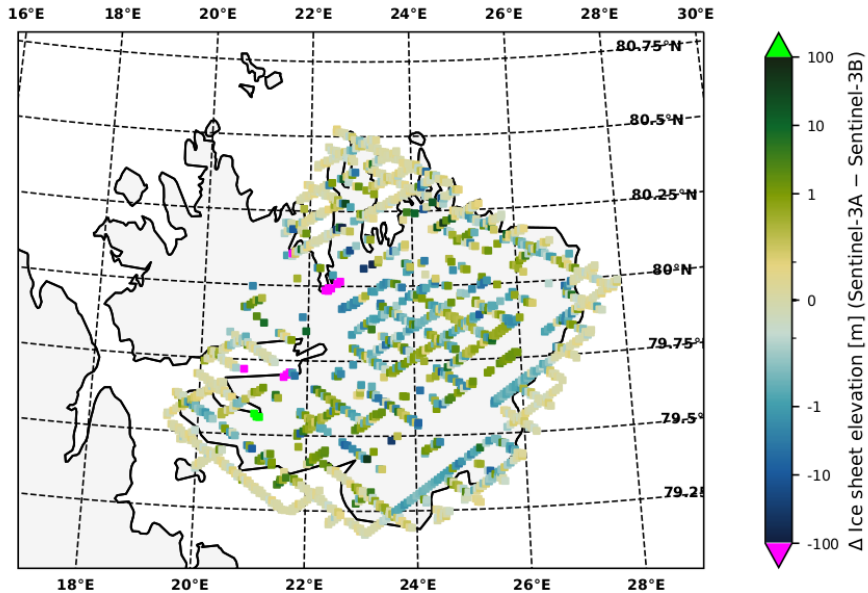 16°E 18°E 20°E 22°E 24°E 26°E 28°E 30°E
80.75°N
80.5°N
80.25°N
80°N
79.75°N
79.5°
79.25
18°E 20°E 22°E 24°E 26°E 28°E
100
10
1
0
-1
-10
-100
Δ Ice sheet elevation [m] (Sentinel-3A − Sentinel-3B)